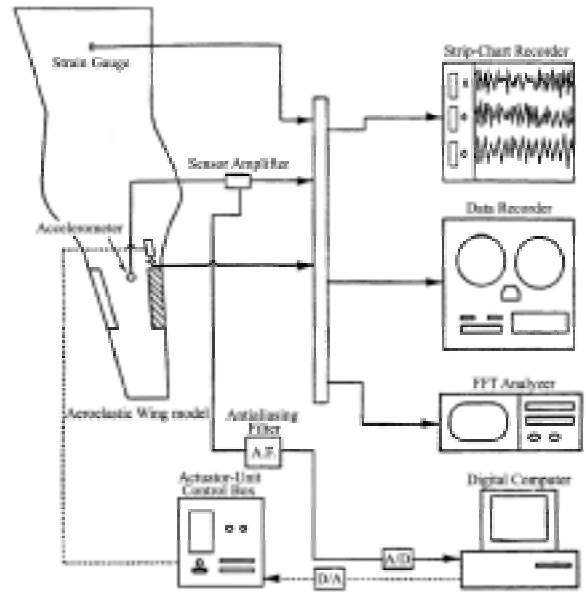 Strip-Chart Recorder
Strain Gauge
Sensor Amplifier
Data Recorder
Accelerometer
FFT Analyzer
Aeroelastic Wing model
Antialiasing
Filter
A.F.
Actuator-Unit
Control Box
Digital Computer
A/D
D/A